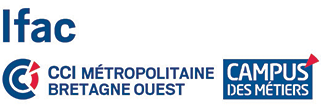 Ifac
CCI MÉTROPOLITAINE
BRETAGNE OUEST
CAMPUS
DES MÉTIERS